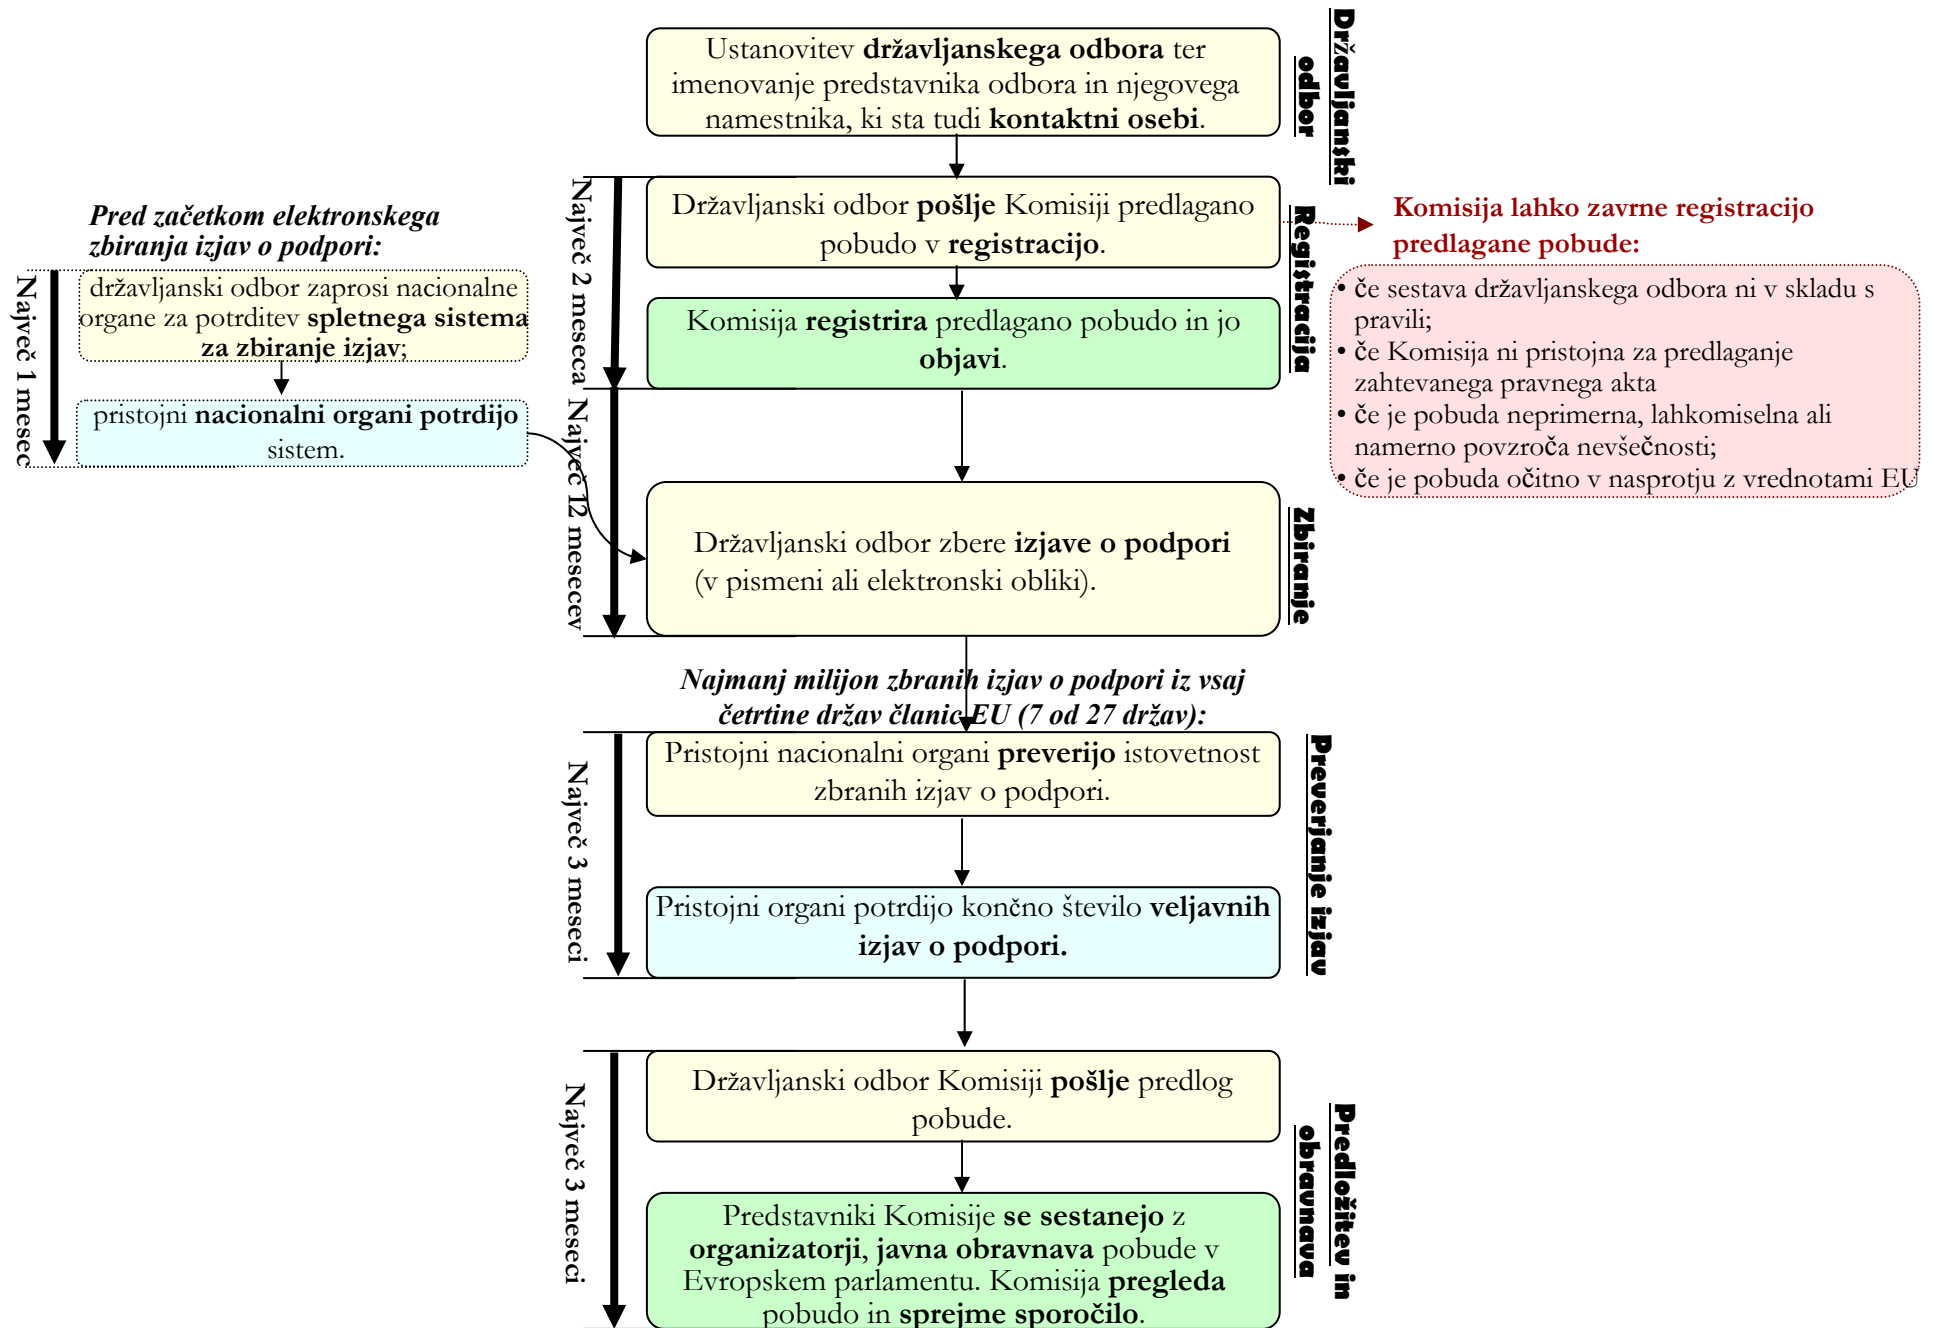 Državljanski
odbor
Ustanovitev državljanskega odbora ter
imenovanje predstavnika odbora in njegovega
namestnika, ki sta tudi kontaktni osebi.
Registracija
Največ 2 meseca
Državljanski odbor pošlje Komisiji predlagano
pobudo v registracijo.
Komisija registrira predlagano pobudo in jo
objavi.
Komisija lahko zavrne registracijo
predlagane pobude:
• če sestava državljanskega odbora ni v skladu s
pravili;
• če Komisija ni pristojna za predlaganje
zahtevanega pravnega akta
• če je pobuda neprimerna, lahkomiselna ali
namerno povzroča nevšečnosti;
• če je pobuda očitno v nasprotju z vrednotami EU
Pred začetkom elektronskega
zbiranja izjav o podpori:
Največ 1 mesec
državljanski odbor zaprosi nacionalne
organe za potrditev spletnega sistema
za zbiranje izjav;
pristojni nacionalni organi potrdijo
sistem.
Zbiranje
Največ 12 mesecev
Državljanski odbor zbere izjave o podpori
(v pismeni ali elektronski obliki).
Najmanj milijon zbranih izjav o podpori iz vsaj
četrtine držav članic EU (7 od 27 držav):
Preverjanje izjav
Največ 3 meseci
Pristojni nacionalni organi preverijo istovetnost
zbranih izjav o podpori.
Pristojni organi potrdijo končno število veljavnih
izjav o podpori.
Predložitev in
obravnava
Največ 3 meseci
Državljanski odbor Komisiji pošlje predlog
pobude.
Predstavniki Komisije se sestanejo z
organizatorji, javna obravnava pobude v
Evropskem parlamentu. Komisija pregleda
pobudo in sprejme sporočilo.